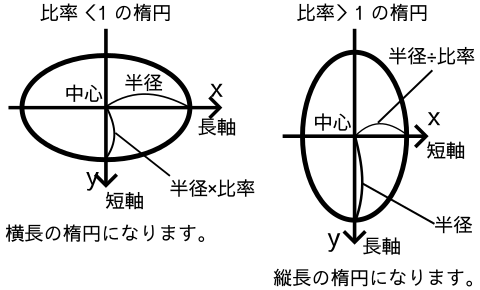 比率 <1 の楕円
中心
半径
x
長軸
y
短軸
半径×比率
横長の楕円になります。
比率> 1 の楕円
半径÷比率
中心
x
短軸
半径
y
長軸
縦長の楕円になります。